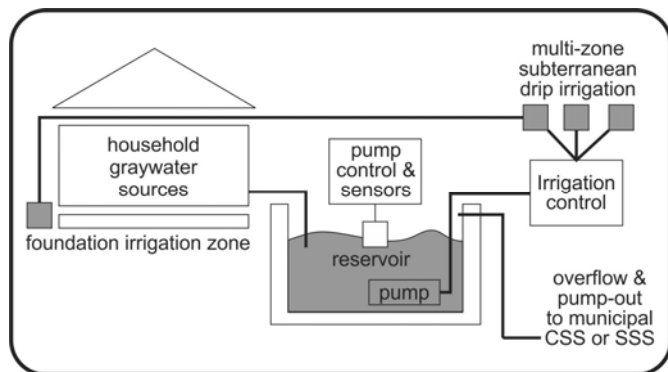 multi-zone
subterranean
drip irrigation
household
graywater
sources
pump
control &
sensors
Irrigation
control
foundation irrigation zone
reservoir
pump
overflow &
pump-out
to municipal
CSS or SSS